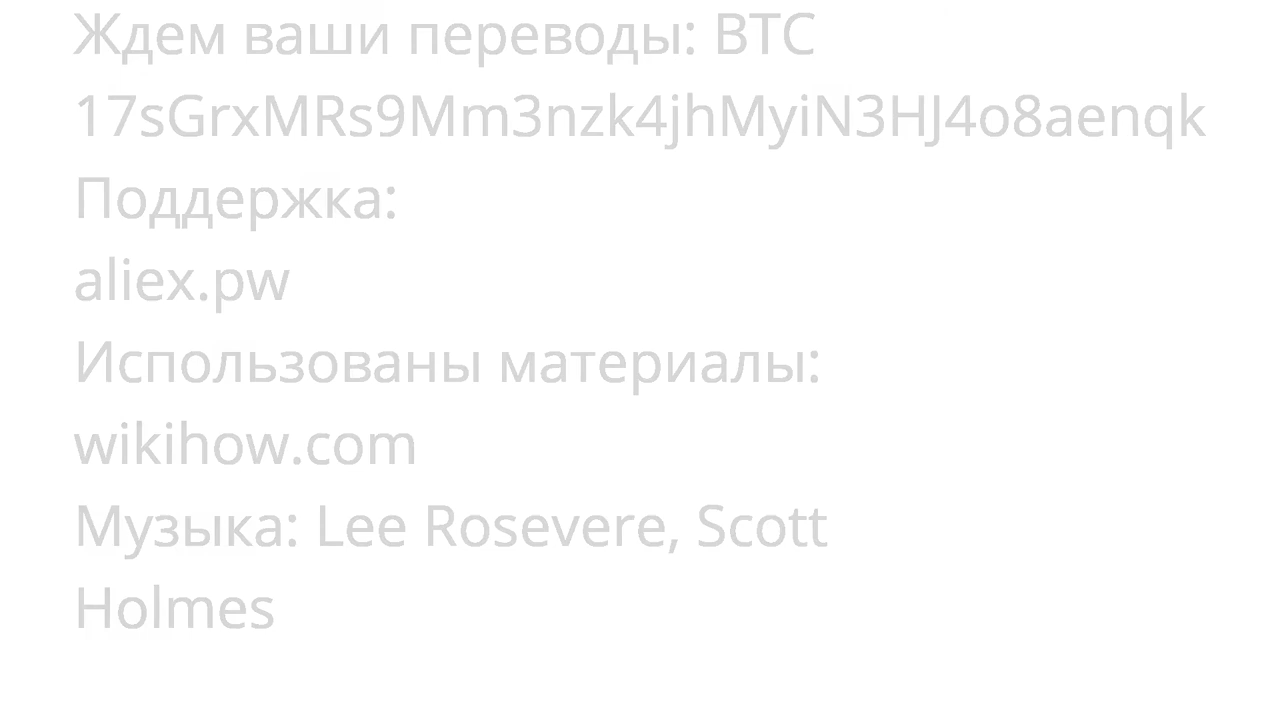 Ждем ваши переводы: BTC
17sGrxMRs9Mm3nzk4jhMyiN3HJ4o8aenqk
Поддержка:
aliex.pw
Использованы материалы:
wikihow.com
Музыка: Lee Rosevere, Scott
Holmes